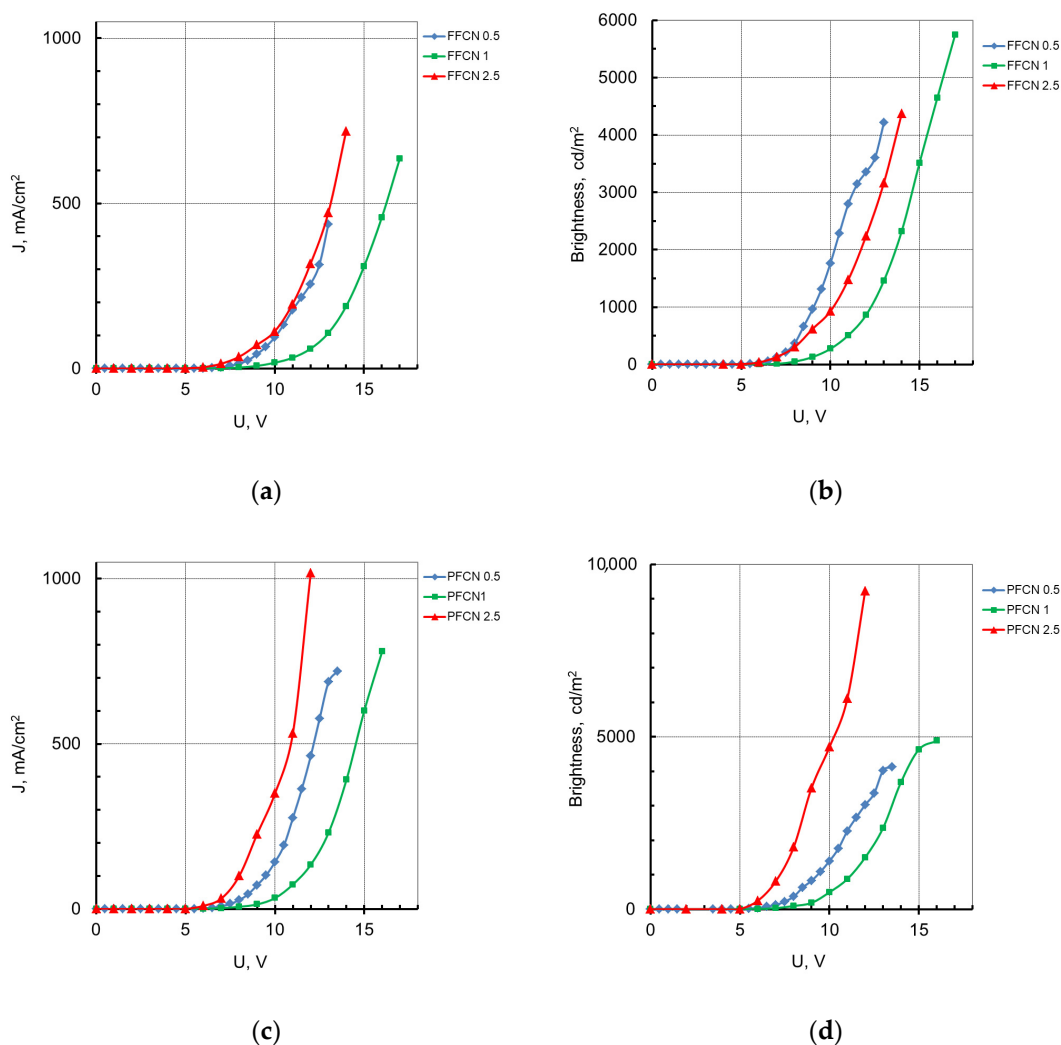 1000
500
0
J, mA/cm²
0 5 10 15
U, V
FFCN 0.5
FFCN 1
FFCN 2.5
(a)
6000
5000
4000
3000
2000
1000
0
Brightness, cd/m²
0 5 10 15
U, V
FFCN 0.5
FFCN 1
FFCN 2.5
(b)
1000
500
0
J, mA/cm²
0 5 10 15
U, V
PFCN 0.5
PFCN1
PFCN 2.5
(c)
10,000
5000
0
Brightness, cd/m²
0 5 10 15
U, V
PFCN 0.5
PFCN 1
PFCN 2.5
(d)